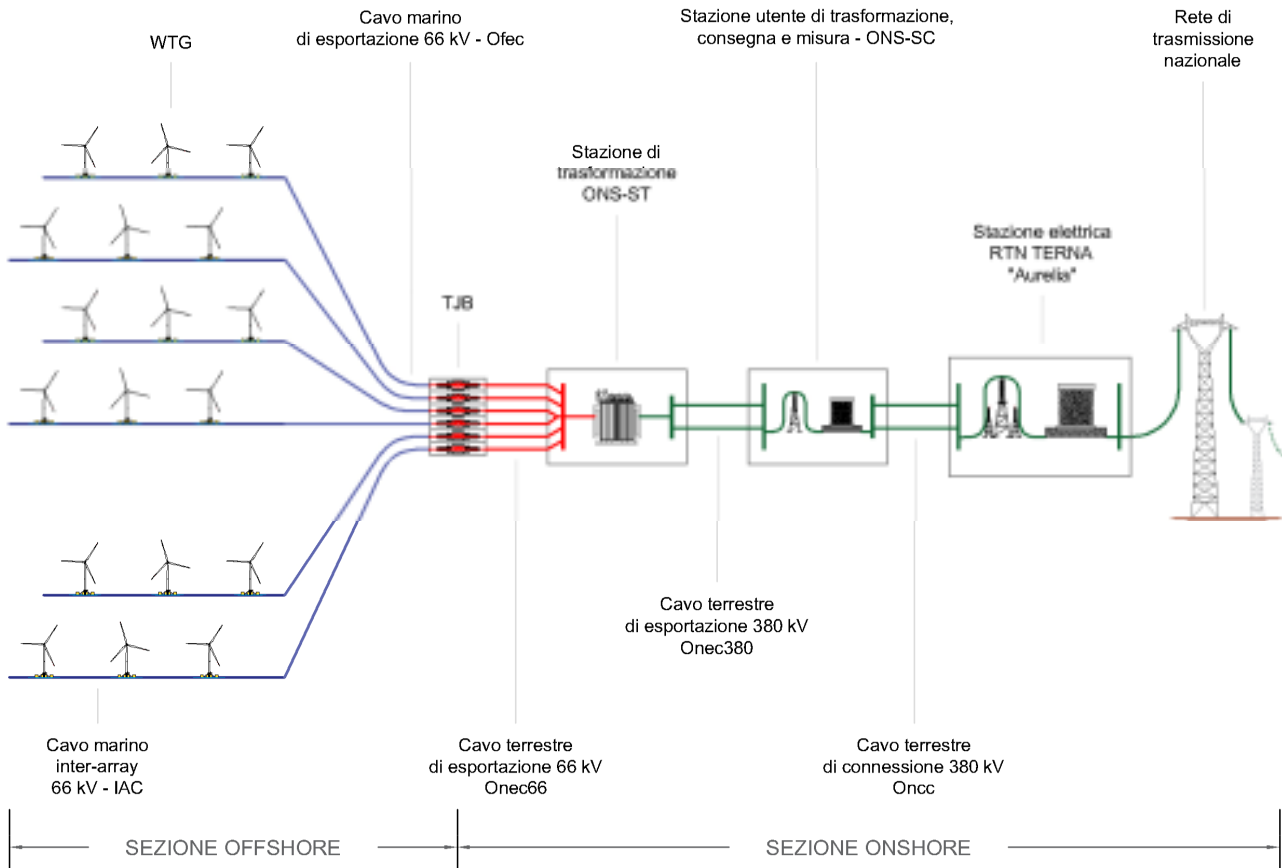 Cavo marino
di esportazione 66 kV - Ofec
WTG
Stazione utente di trasformazione,
consegna e misura - ONS-SC
Rete di
trasmissione
nazionale
Stazione di
trasformazione
ONS-ST
Stazione elettrica
RTN TERNA
"Aurelia"
TJB
Cavo terrestre
di esportazione 380 kV
Onec380
Cavo marino
inter-array
66 kV - IAC
Cavo terrestre
di esportazione 66 kV
Onec66
Cavo terrestre
di connessione 380 kV
Oncc
SEZIONE OFFSHORE
SEZIONE ONSHORE